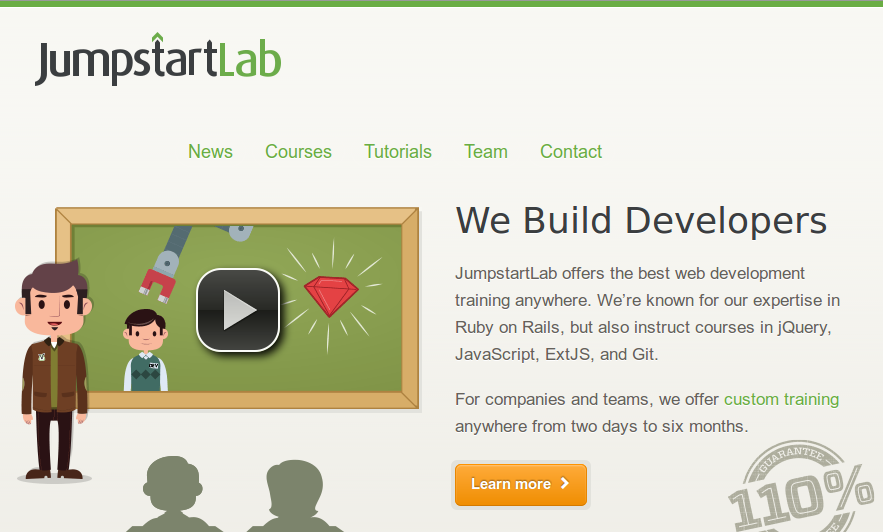 JumpstartLab
News Courses Tutorials Team Contact
We Build Developers
JumpstartLab offers the best web development
training anywhere. We’re known for our expertise in
Ruby on Rails, but also instruct courses in jQuery,
JavaScript, ExtJS, and Git.
For companies and teams, we offer custom training
anywhere from two days to six months.
Learn more
GUARANTEE
110%